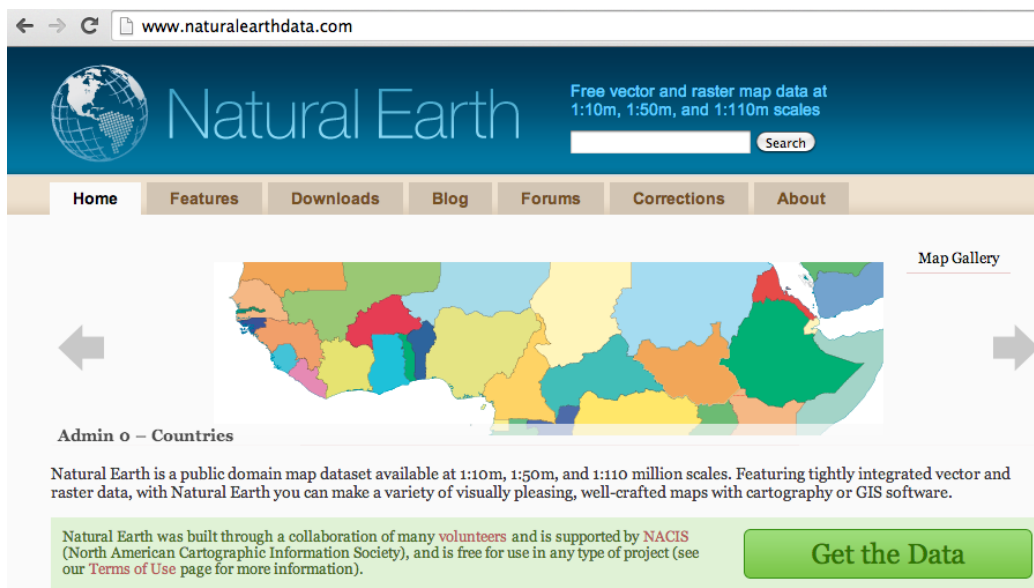 www.naturalearthdata.com
Natural Earth
Free vector and raster map data at
1:10m, 1:50m, and 1:110m scales
Search
Home
Features
Downloads
Blog
Forums
Corrections
About
Map Gallery
Admin 0 – Countries
Natural Earth is a public domain map dataset available at 1:10m, 1:50m, and 1:110 million scales. Featuring tightly integrated vector and
raster data, with Natural Earth you can make a variety of visually pleasing, well-crafted maps with cartography or GIS software.
Natural Earth was built through a collaboration of many volunteers and is supported by NACIS
(North American Cartographic Information Society), and is free for use in any type of project (see
our Terms of Use page for more information).
Get the Data